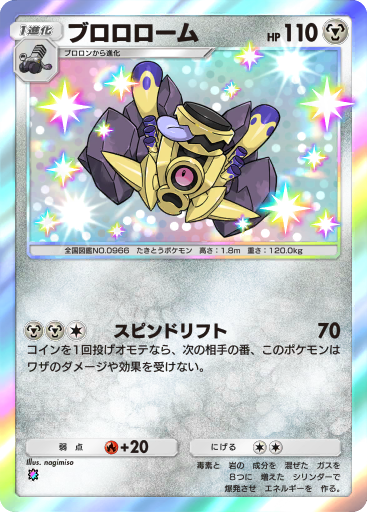 1進化
ブロロローム
HP 110
ブロロンから進化
全国図鑑NO.0966 たきとうポケモン 高さ：1.8m 重さ：120.0kg
スピンドリフト 70
コインを1回投げオモテなら、次の相手の番、このポケモンは
ワザのダメージや効果を受けない。
弱点 +20 にげる
Illus. nagimiso
毒素と 岩の 成分を 混ぜた ガスを
8つに 増えた シリンダーで
爆発させ エネルギーを 作る。